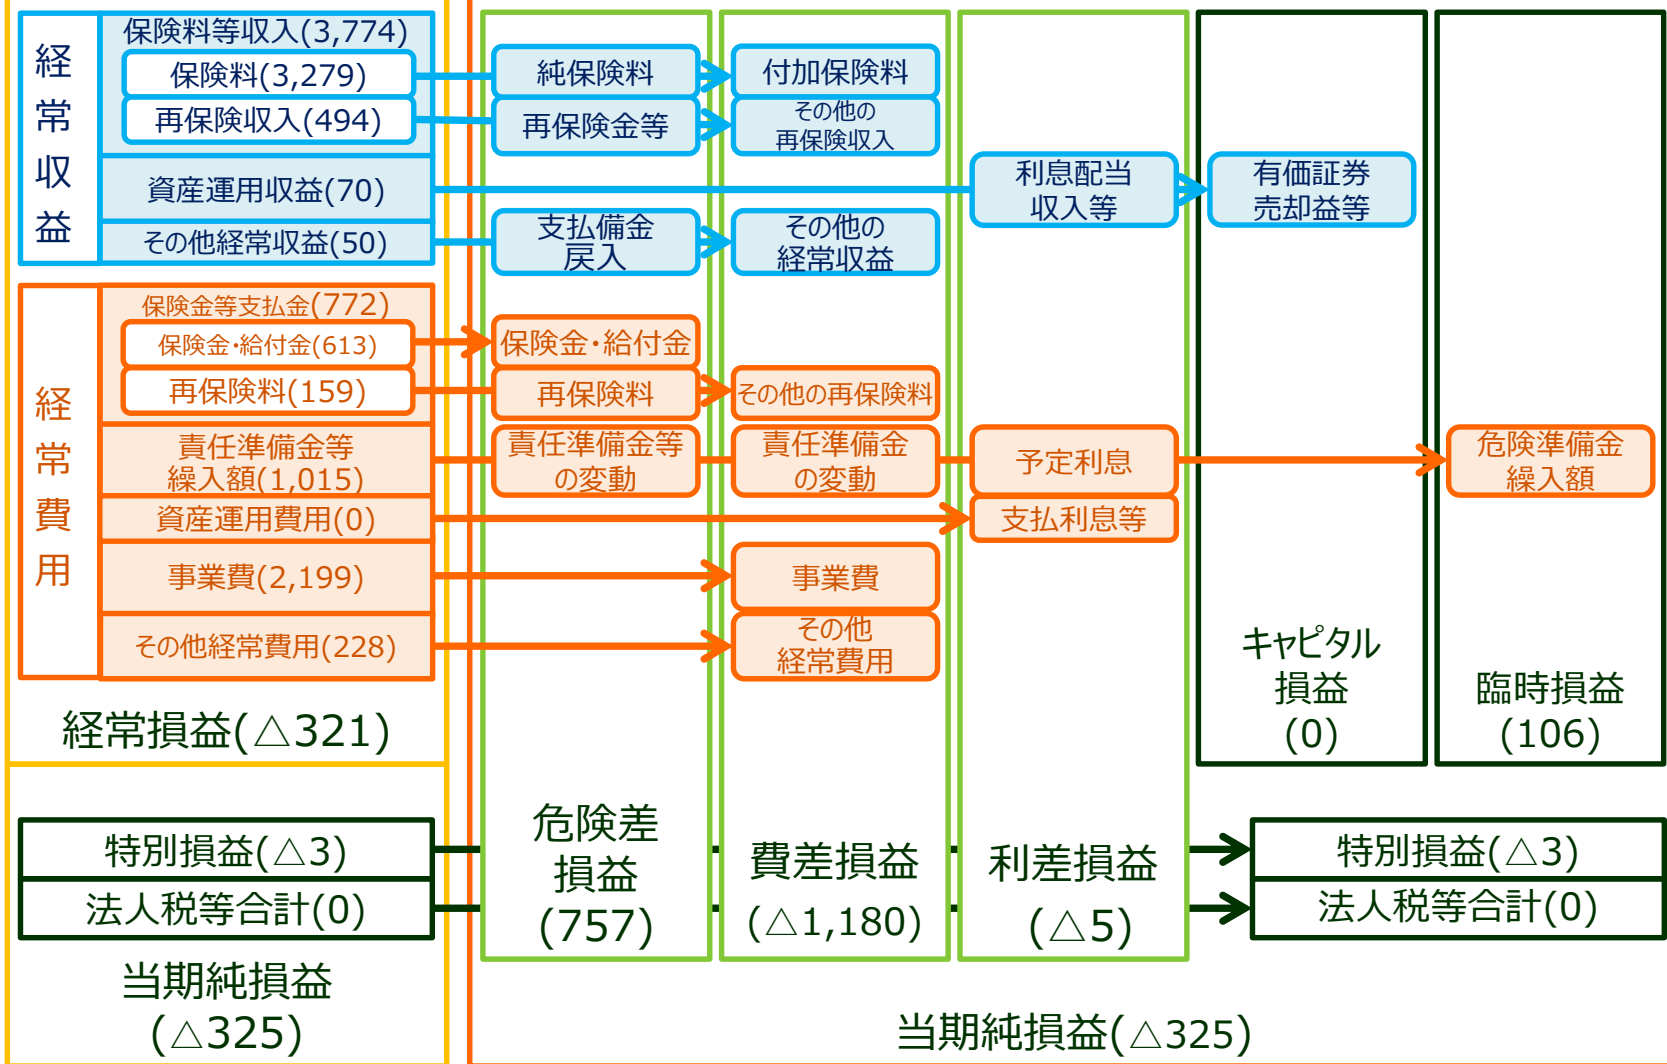 経常収益
保険料等収入(3,774)
保険料(3,279)
再保険収入(494)
資産運用収益(70)
その他経常収益(50)
純保険料
付加保険料
再保険金等
その他の
再保険収入
利息配当
収入等
有価証券
売却益等
支払備金
戻入
その他の
経常収益
経常費用
保険金等支払金(772)
保険金・給付金(613)
再保険料(159)
責任準備金等
繰入額(1,015)
資産運用費用(0)
事業費(2,199)
その他経常費用(228)
保険金・給付金
再保険料
その他の再保険料
責任準備金等
の変動
責任準備金
の変動
予定利息
危険準備金
繰入額
支払利息等
事業費
その他
経常費用
経常損益(△321)
キャピタル
損益
(0)
臨時損益
(106)
特別損益(△3)
法人税等合計(0)
危険差
損益
(757)
費差損益
(△1,180)
利差損益
(△5)
特別損益(△3)
法人税等合計(0)
当期純損益
(△325)
当期純損益(△325)